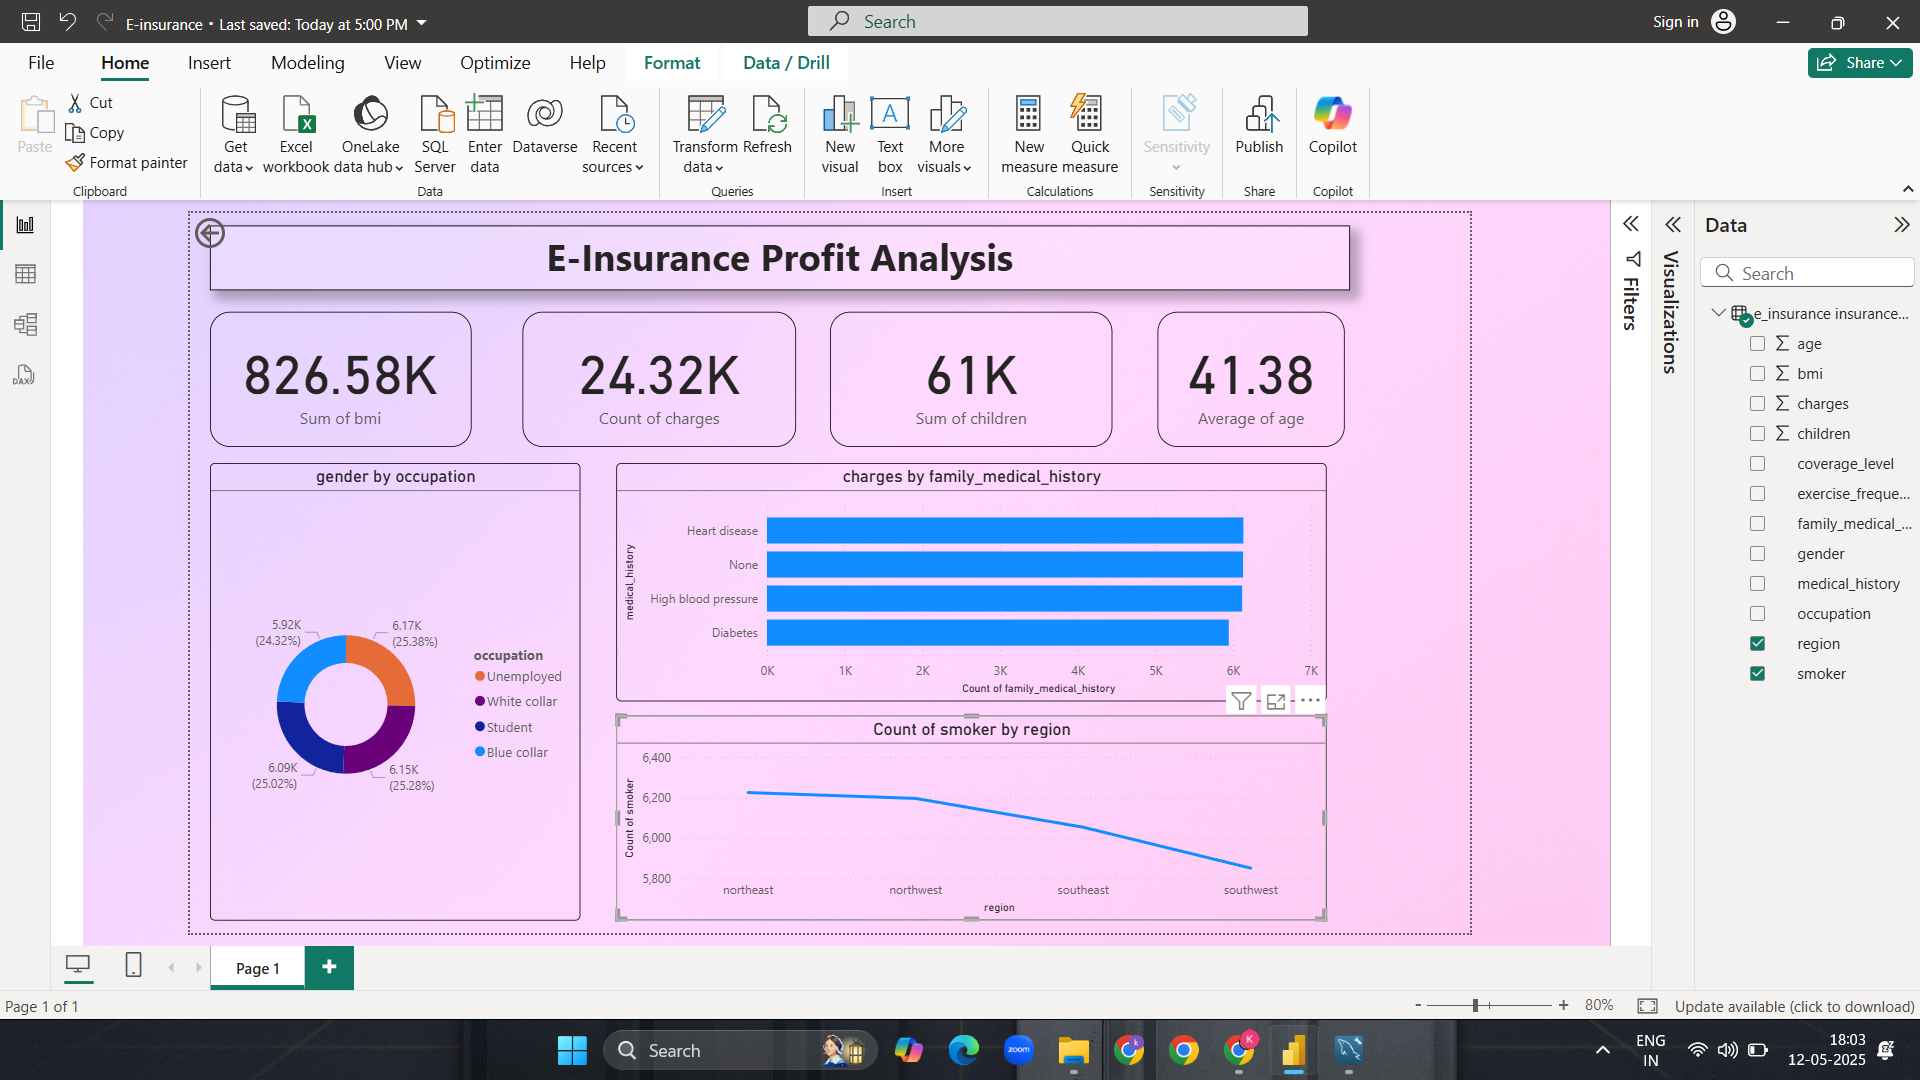 E-insurance • Last saved: Today at 5:00 PM
Search
Sign in
File
Home
Insert
Modeling
View
Optimize
Help
Format
Data / Drill
Share
Paste
Cut
Copy
Format painter
Clipboard
Get data
Excel workbook
OneLake data hub
SQL Server
Enter data
Dataverse
Recent sources
Data
Transform data
Refresh
Queries
New visual
Text box
More visuals
Insert
New measure
Quick measure
Calculations
Sensitivity
Sensitivity
Publish
Share
Copilot
Copilot
DAX
E-Insurance Profit Analysis
826.58K
Sum of bmi
24.32K
Count of charges
61K
Sum of children
41.38
Average of age
gender by occupation
5.92K
(24.32%)
6.17K
(25.38%)
6.09K
(25.02%)
6.15K
(25.28%)
occupation
Unemployed
White collar
Student
Blue collar
charges by family_medical_history
medical_history
Heart disease
None
High blood pressure
Diabetes
0K 1K 2K 3K 4K 5K 6K 7K
Count of family_medical_history
Count of smoker by region
Count of smoker
6,400
6,200
6,000
5,800
northeast northwest southeast southwest
region
Filters
Visualizations
Data
Search
e_insurance insurance...
age
bmi
charges
children
coverage_level
exercise_freque...
family_medical_...
gender
medical_history
occupation
region
smoker
Page 1
Page 1 of 1
- + 80%
Update available (click to download)
Search
zoom
k
K
ENG
IN
18:03
12-05-2025